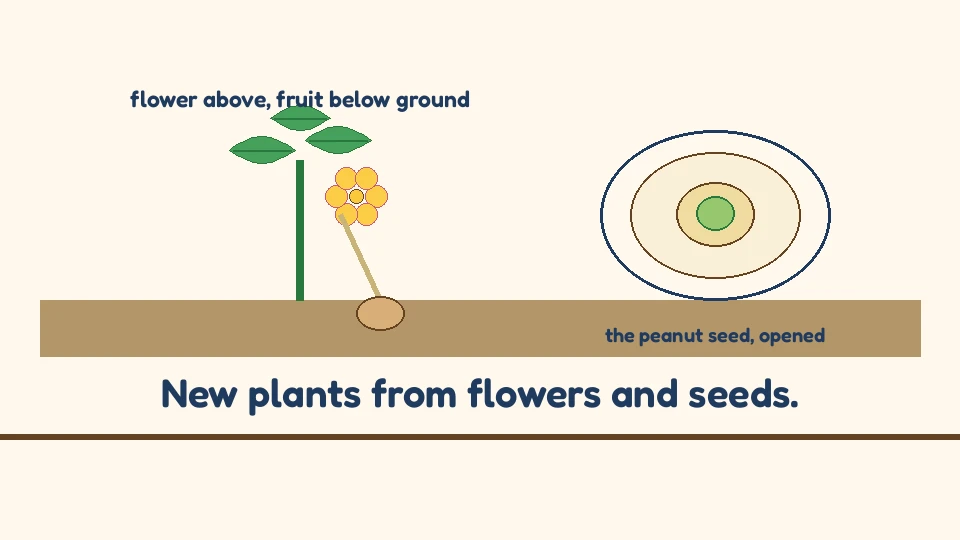 flower above, fruit below ground
the peanut seed, opened
New plants from flowers and seeds.